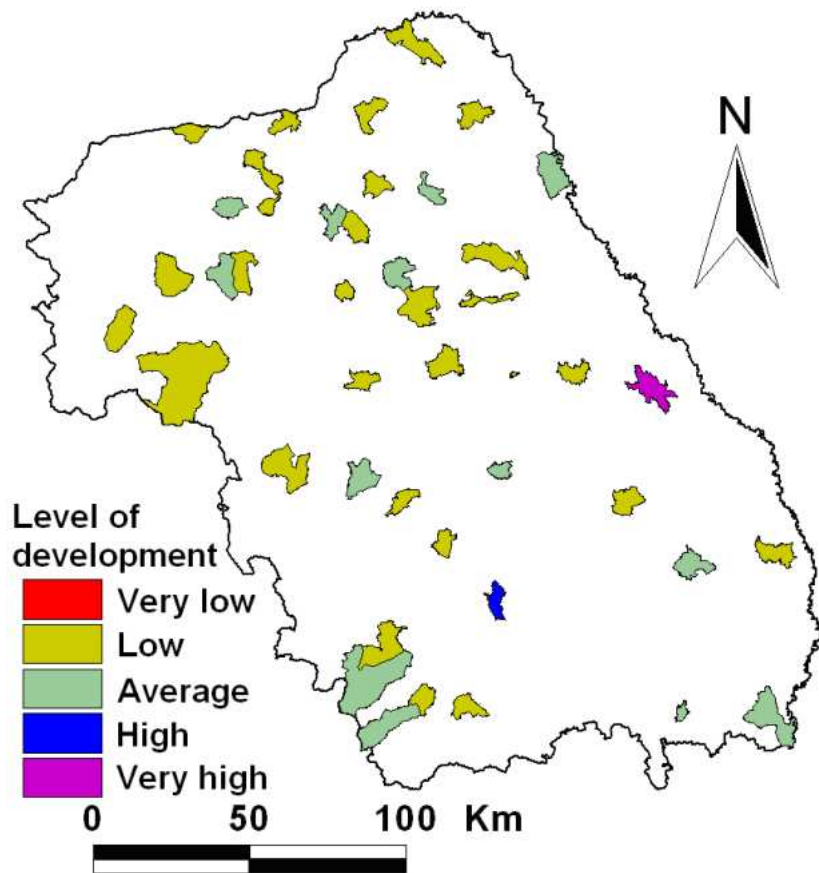 N
Level of
development
Very low
Low
Average
High
Very high
0 50 100 Km